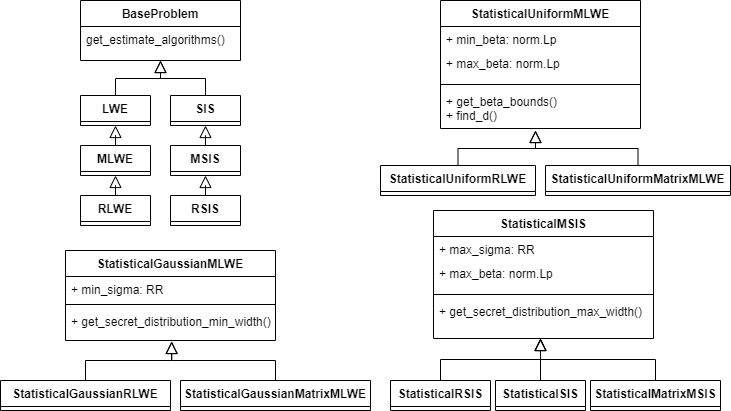 BaseProblem
get_estimate_algorithms()
LWE
SIS
MLWE
MSIS
RLWE
RSIS
StatisticalUniformMLWE
+ min_beta: norm.Lp
+ max_beta: norm.Lp
+ get_beta_bounds()
+ find_d()
StatisticalUniformRLWE
StatisticalUniformMatrixMLWE
StatisticalGaussianMLWE
+ min_sigma: RR
+ get_secret_distribution_min_width()
StatisticalGaussianRLWE
StatisticalGaussianMatrixMLWE
StatisticalMSIS
+ max_sigma: RR
+ max_beta: norm.Lp
+ get_secret_distribution_max_width()
StatisticalRSIS
StatisticalSIS
StatisticalMatrixMSIS